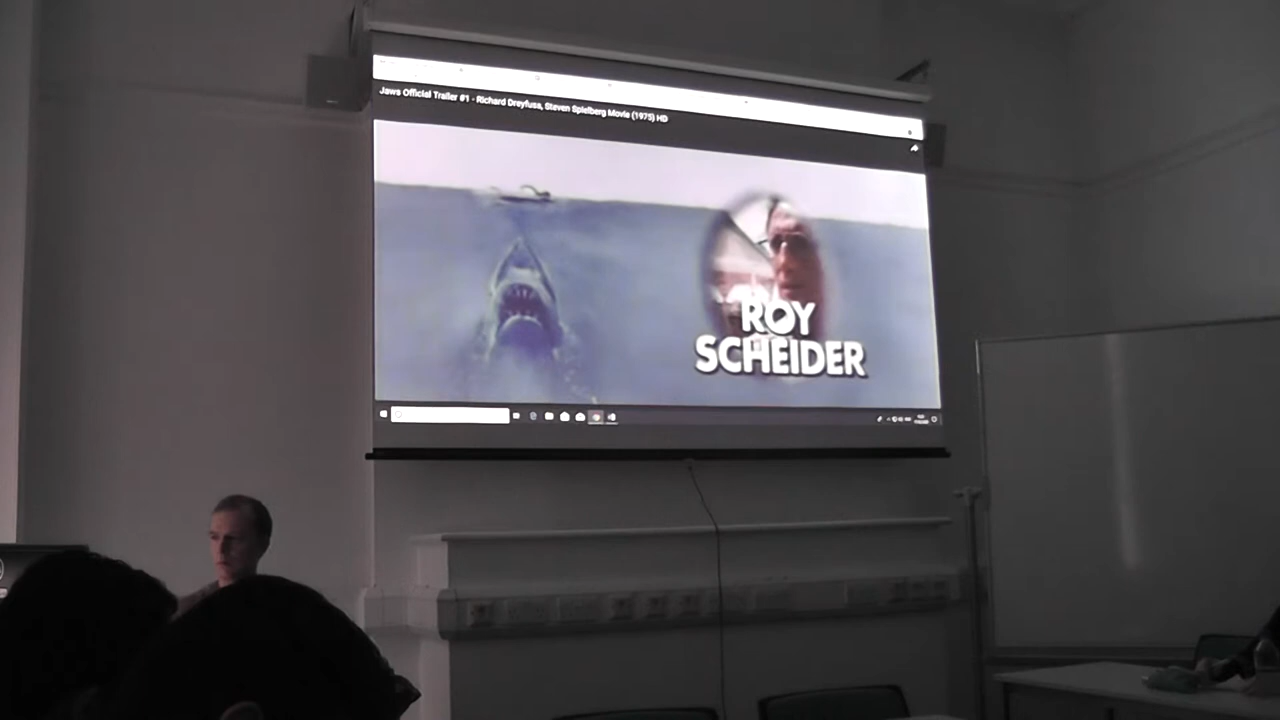 Jaws Official Trailer #1 - Richard Dreyfuss, Steven Spielberg Movie (1975) HD
ROY
SCHEIDER